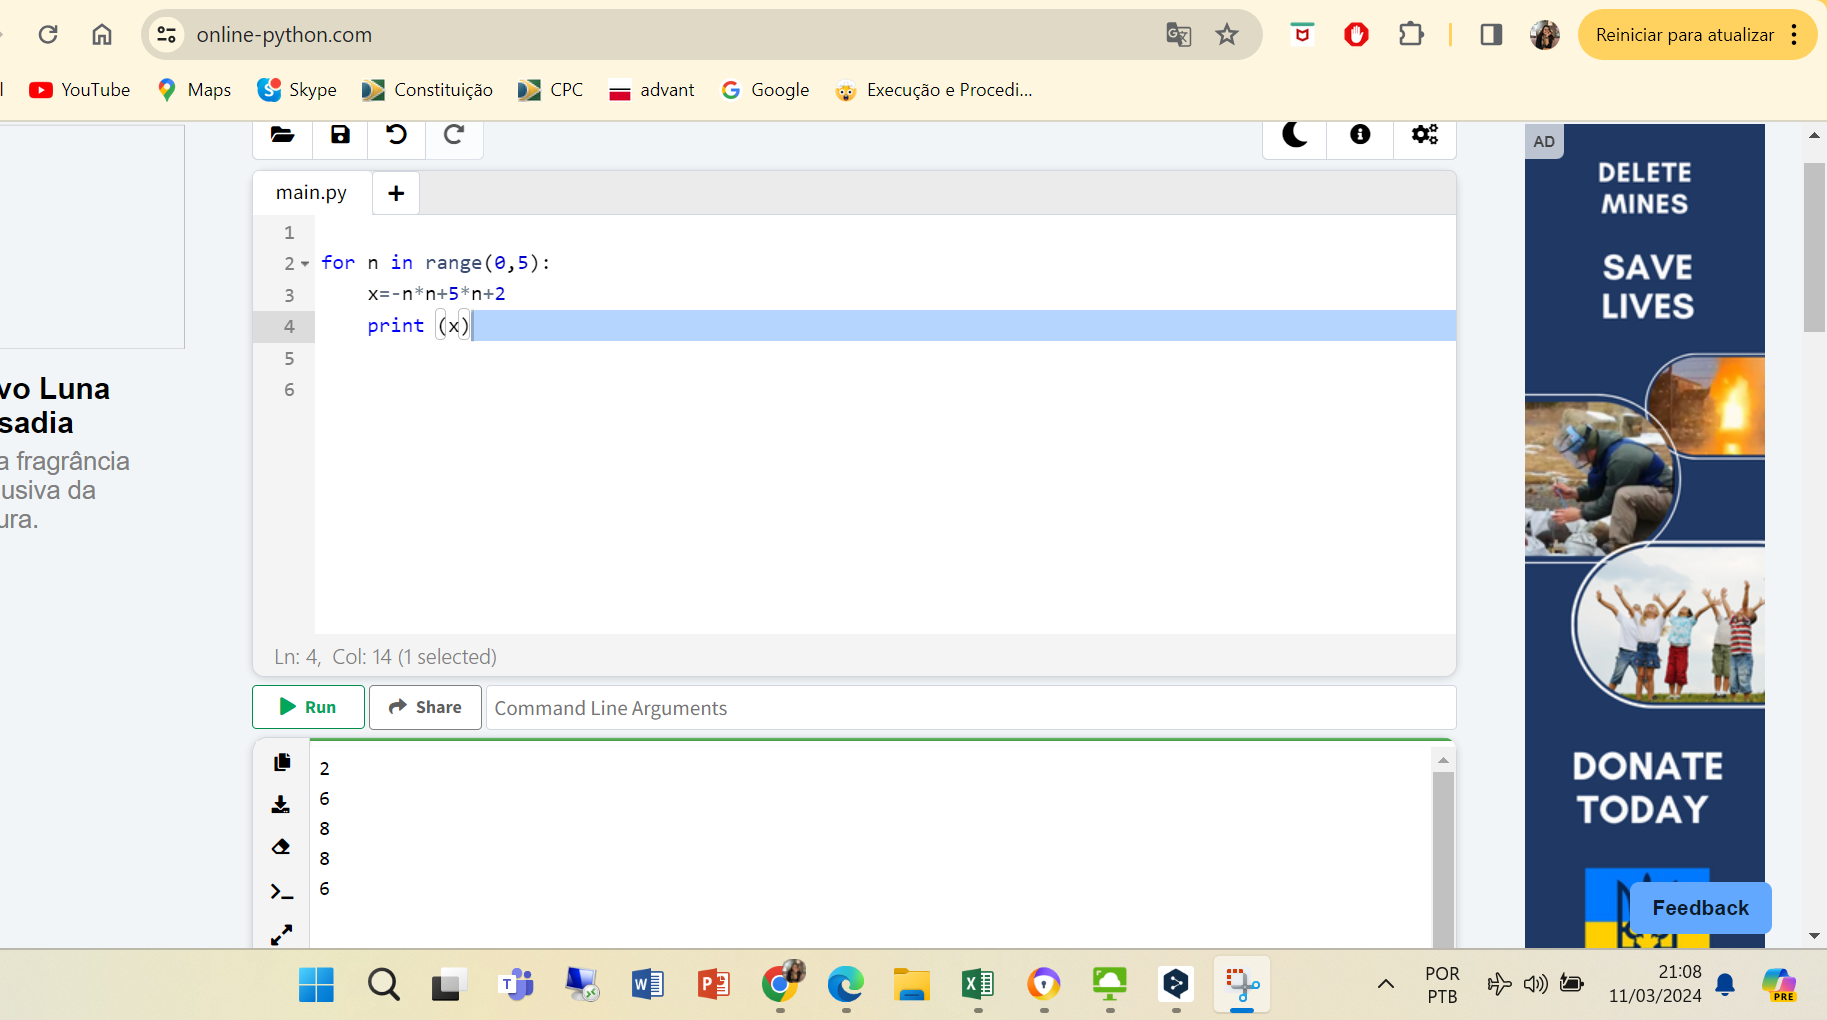 online-python.com
Reiniciar para atualizar
YouTube
Maps
Skype
Constituição
CPC
advant
Google
Execução e Procedi...
main.py
+
1
2 for n in range(0,5):
3 x=-n*n+5*n+2
4 print (x)
5
6
Ln: 4, Col: 14 (1 selected)
Run
Share
Command Line Arguments
2
6
8
8
6
vo Luna
sadia
a fragrância
usiva da
ura.
AD
DELETE
MINES
SAVE
LIVES
DONATE
TODAY
Feedback
POR
PTB
21:08
11/03/2024
PRE